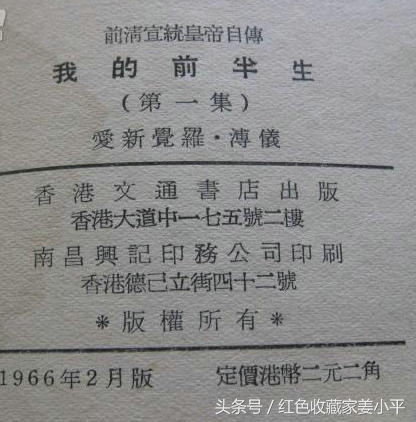 前清宣統皇帝自傳
我的前半生
(第一集)
愛新覺羅·溥儀
香港文通書店出版
香港大道中一七五號二樓
南昌興記印務公司印刷
香港德己立街四十二號
*版權所有*
1966年2月版 定價港幣二元二角
头条号/红色收藏家姜小平